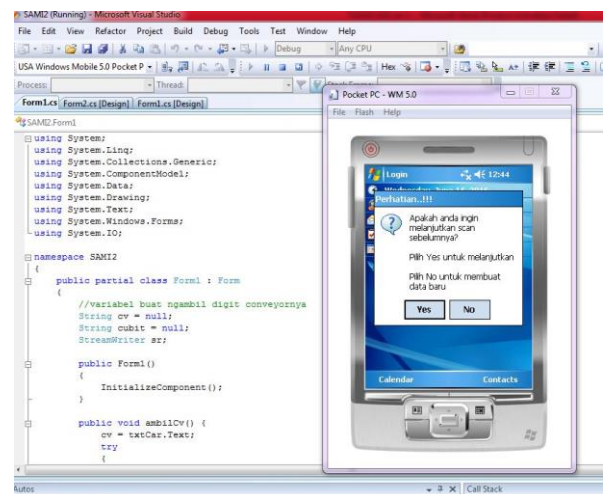 SAMI2 (Running) - Microsoft Visual Studio
File Edit View Refactor Project Build Debug Tools Test Window Help
Debug Any CPU
USA Windows Mobile 5.0 Pocket P Hex
Process: Thread: Stack Frame:
Form1.cs Form2.cs [Design] Form1.cs [Design]
SAMI2.Form1
using System;
using System.Linq;
using System.Collections.Generic;
using System.ComponentModel;
using System.Data;
using System.Drawing;
using System.Text;
using System.Windows.Forms;
using System.IO;
namespace SAMI2
{
public partial class Form1 : Form
{
//variabel buat ngambil digit conveyornya
String cv = null;
String cubit = null;
StreamWriter sr;
public Form1()
{
InitializeComponent();
}
public void ambilCv() {
cv = txtCar.Text;
try
{
Autos
Call Stack
Pocket PC - WM 5.0
File Flash Help
Login 12:44
Perhatian..!!!
Apakah anda ingin
melanjutkan scan
sebelumnya?
Pilih Yes untuk melanjutkan
Pilih No untuk membuat
data baru
Yes No
Calendar Contacts